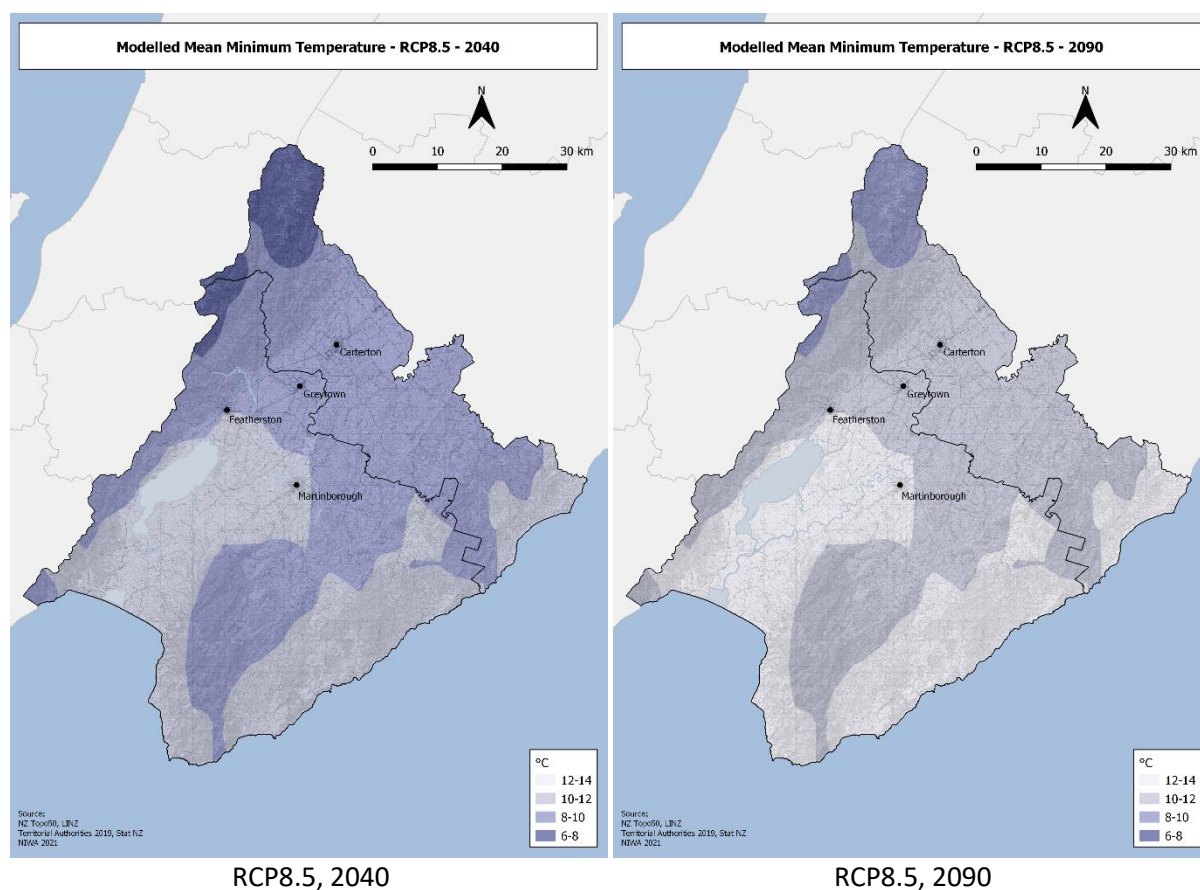 Modelled Mean Minimum Temperature - RCP8.5 - 2040
N
0 10 20 30 km
Carterton
Greytown
Featherston
Martinborough
°C
12-14
10-12
8-10
6-8
Source:
NZ Topo50, LINZ
Territorial Authorities 2019, Stat NZ
NIWA 2021
RCP8.5, 2040
Modelled Mean Minimum Temperature - RCP8.5 - 2090
N
0 10 20 30 km
Carterton
Greytown
Featherston
Martinborough
°C
12-14
10-12
8-10
6-8
Source:
NZ Topo50, LINZ
Territorial Authorities 2019, Stat NZ
NIWA 2021
RCP8.5, 2090